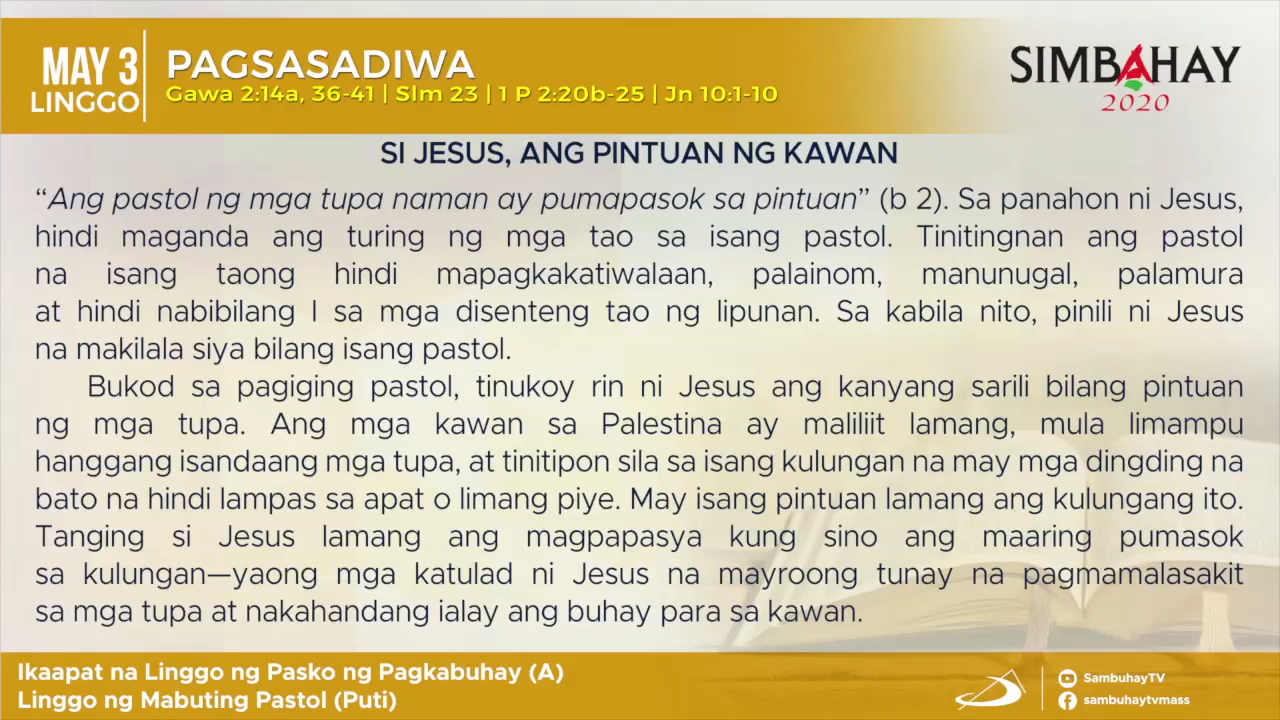 MAY 3
LINGGO
PAGSASADIWA
Gawa 2:14a, 36-41 | Slm 23 | 1 P 2:20b-25 | Jn 10:1-10
SIMBAHAY
2020
SI JESUS, ANG PINTUAN NG KAWAN
“Ang pastol ng mga tupa naman ay pumapasok sa pintuan” (b 2). Sa panahon ni Jesus,
hindi maganda ang turing ng mga tao sa isang pastol. Tinitingnan ang pastol
na isang taong hindi mapagkakatiwalaan, palainom, manunugal, palamura
at hindi nabibilang l sa mga disenteng tao ng lipunan. Sa kabila nito, pinili ni Jesus
na makilala siya bilang isang pastol.
Bukod sa pagiging pastol, tinukoy rin ni Jesus ang kanyang sarili bilang pintuan
ng mga tupa. Ang mga kawan sa Palestina ay maliliit lamang, mula limampu
hanggang isandaang mga tupa, at tinitipon sila sa isang kulungan na may mga dingding na
bato na hindi lampas sa apat o limang piye. May isang pintuan lamang ang kulungang ito.
Tanging si Jesus lamang ang magpapasya kung sino ang maaring pumasok
sa kulungan—yaong mga katulad ni Jesus na mayroong tunay na pagmamalasakit
sa mga tupa at nakahandang ialay ang buhay para sa kawan.
Ikaapat na Linggo ng Pasko ng Pagkabuhay (A)
Linggo ng Mabuting Pastol (Puti)
SambuhayTV
sambuhaytvmass